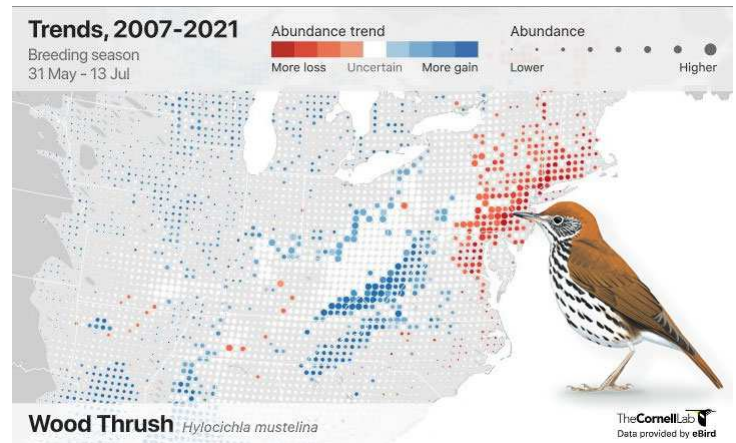 Trends, 2007-2021
Breeding season
31 May - 13 Jul
Abundance trend
More loss Uncertain More gain
Abundance
Lower Higher
Wood Thrush Hylocichla mustelina
TheCornellLab
Data provided by eBird